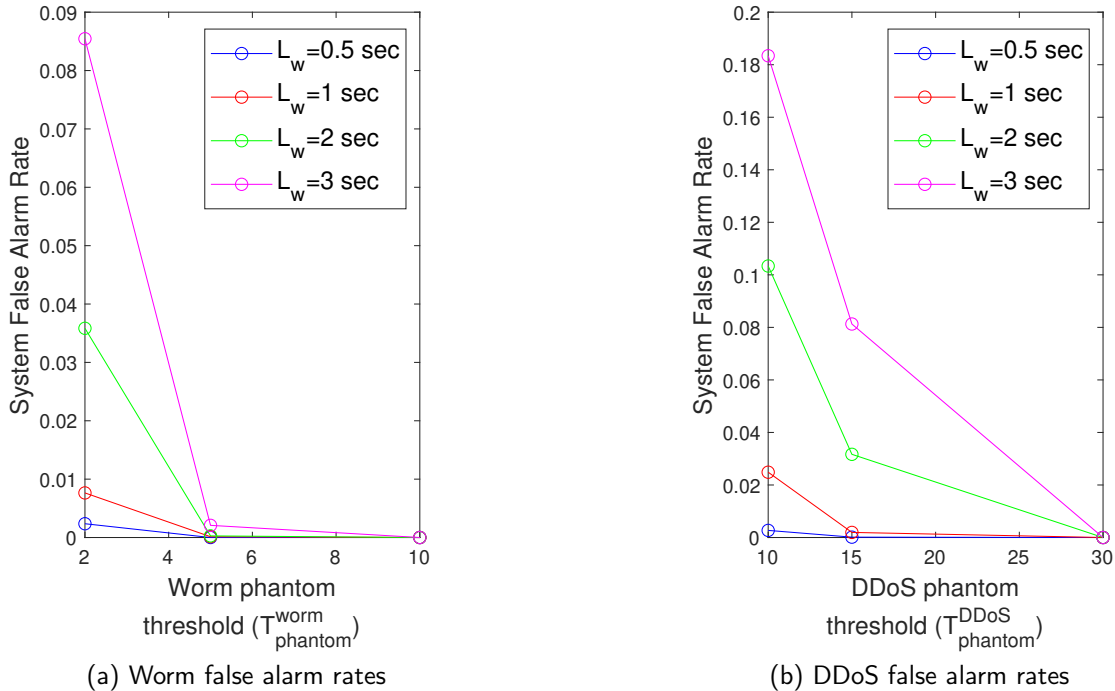 0.09
0.08
0.07
0.06
0.05
0.04
0.03
0.02
0.01
0
System False Alarm Rate
L_w=0.5 sec
L_w=1 sec
L_w=2 sec
L_w=3 sec
2 4 6 8 10
Worm phantom
threshold (T_phantom^worm)
(a) Worm false alarm rates
0.2
0.18
0.16
0.14
0.12
0.1
0.08
0.06
0.04
0.02
0
System False Alarm Rate
L_w=0.5 sec
L_w=1 sec
L_w=2 sec
L_w=3 sec
10 15 20 25 30
DDoS phantom
threshold (T_phantom^DDoS)
(b) DDoS false alarm rates